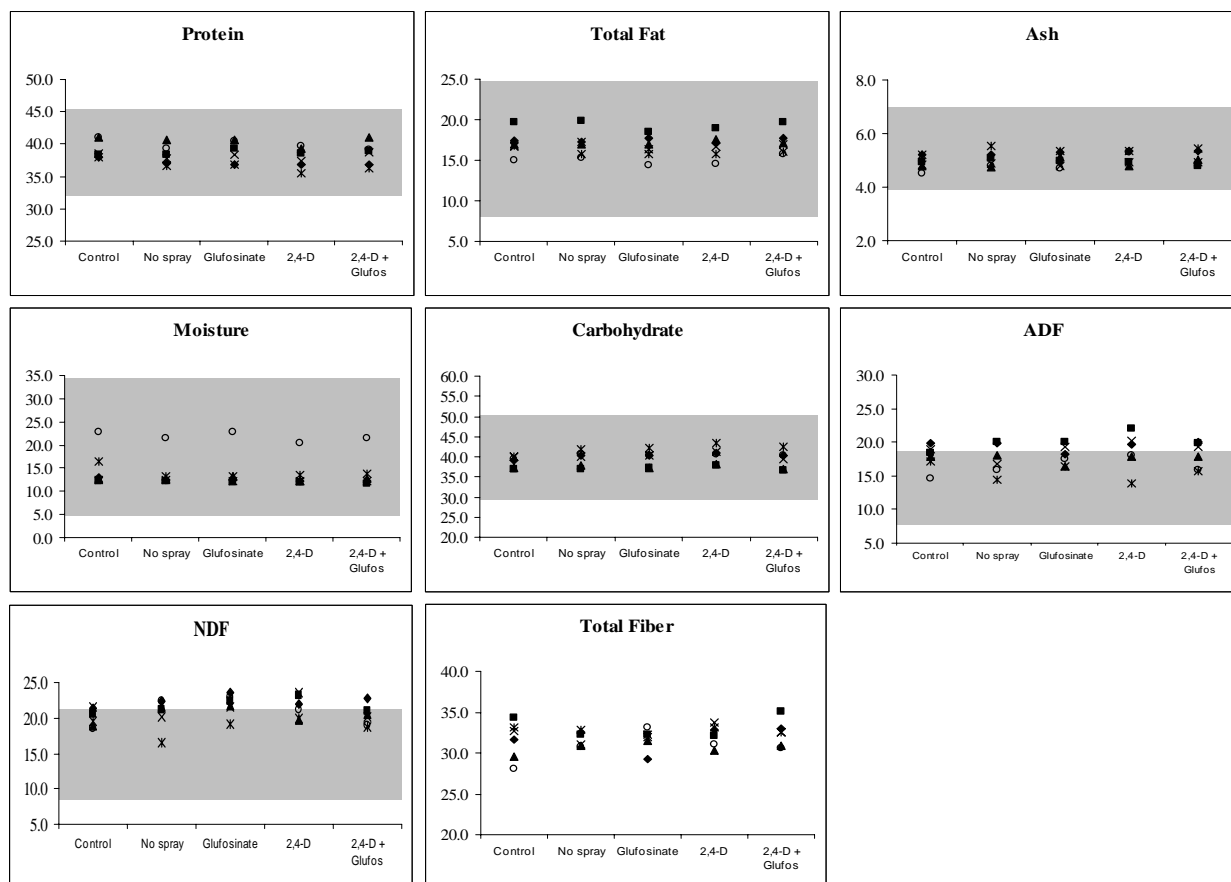 Protein
50.0
45.0
40.0
35.0
30.0
25.0
Control No spray Glufosinate 2,4-D 2,4-D +
Glufos
Total Fat
25.0
20.0
15.0
10.0
5.0
Control No spray Glufosinate 2,4-D 2,4-D +
Glufos
Ash
8.0
6.0
4.0
2.0
Control No spray Glufosinate 2,4-D 2,4-D +
Glufos
Moisture
35.0
30.0
25.0
20.0
15.0
10.0
5.0
0.0
Control No spray Glufosinate 2,4-D 2,4-D +
Glufos
Carbohydrate
60.0
55.0
50.0
45.0
40.0
35.0
30.0
25.0
20.0
Control No spray Glufosinate 2,4-D 2,4-D +
Glufos
ADF
30.0
25.0
20.0
15.0
10.0
5.0
Control No spray Glufosinate 2,4-D 2,4-D +
Glufos
NDF
25.0
20.0
15.0
10.0
5.0
Control No spray Glufosinate 2,4-D 2,4-D +
Glufos
Total Fiber
40.0
35.0
30.0
25.0
20.0
Control No spray Glufosinate 2,4-D 2,4-D +
Glufos